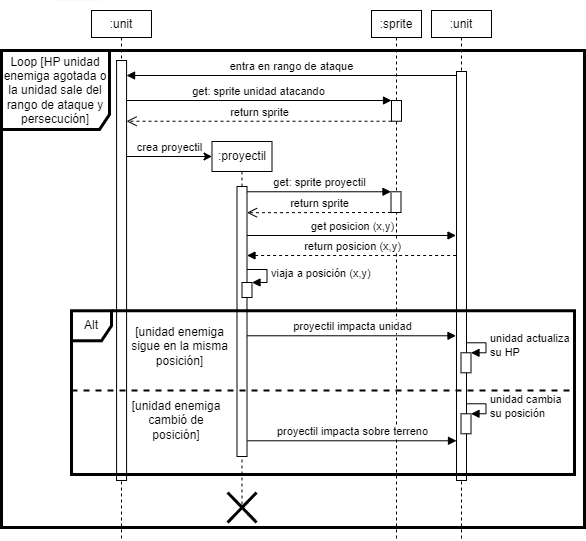 :unit
:sprite
:unit
Loop [HP unidad
enemiga agotada o
la unidad sale del
rango de ataque y
persecución]
entra en rango de ataque
get: sprite unidad atacando
return sprite
crea proyectil
:proyectil
get: sprite proyectil
return sprite
get posicion (x,y)
return posicion (x,y)
viaja a posición (x,y)
Alt
[unidad enemiga
sigue en la misma
posición]
proyectil impacta unidad
unidad actualiza
su HP
[unidad enemiga
cambió de
posición]
unidad cambia
su posición
proyectil impacta sobre terreno